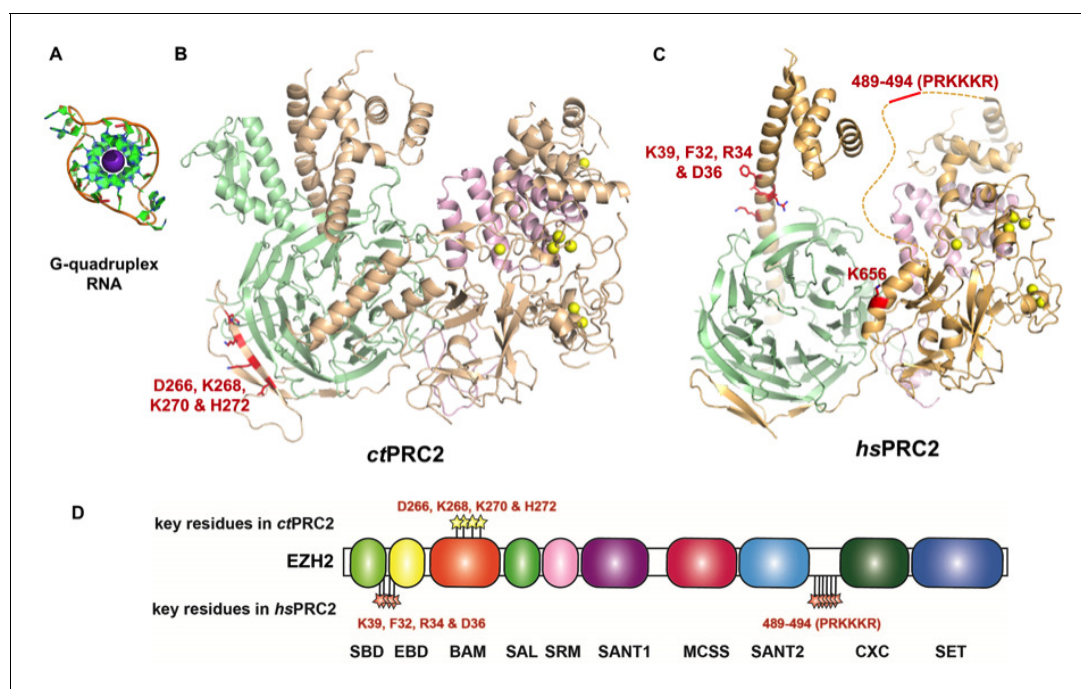 A
B
C
489-494 (PRKKKR)
K39, F32, R34
& D36
K656
G-quadruplex
RNA
D266, K268,
K270 & H272
ctPRC2
hsPRC2
D
D266, K268, K270 & H272
key residues in ctPRC2
EZH2
key residues in hsPRC2
K39, F32, R34 & D36
489-494 (PRKKKR)
SBD EBD BAM SAL SRM SANT1 MCSS SANT2 CXC SET